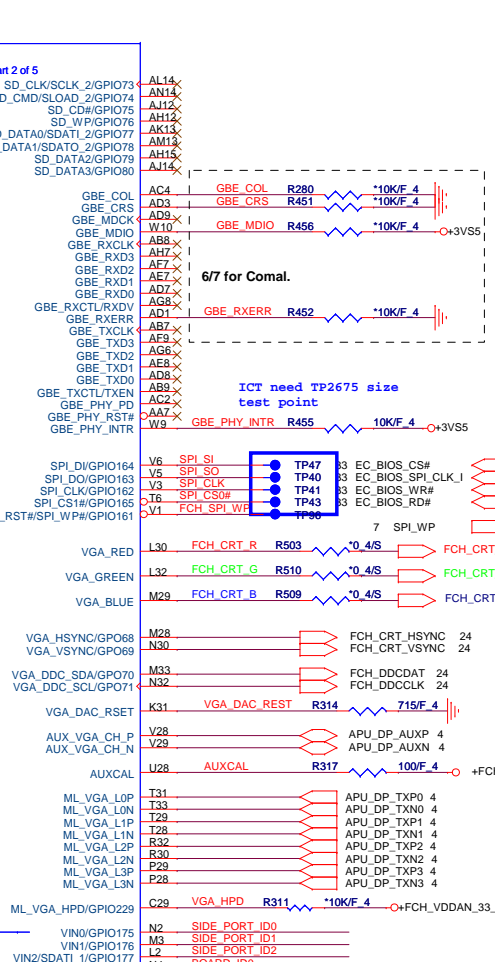 art 2 of 5
SD_CLK/SCLK_2/GPIO73 AL14
SD_CMD/SLOAD_2/GPIO74 AN14
SD_CD#/GPIO75 AJ12
SD_WP/GPIO76 AH12
SD_DATA0/SDATI_2/GPIO77 AK13
DATA1/SDATO_2/GPIO78 AM13
SD_DATA2/GPIO79 AH15
SD_DATA3/GPIO80 AJ14
GBE_COL AC4 GBE_COL R280 *10K/F_4
GBE_CRS AD3 GBE_CRS R451 *10K/F_4
GBE_MDCK AD9
GBE_MDIO W10 GBE_MDIO R456 *10K/F_4 +3VS5
GBE_RXCLK AB8
GBE_RXD3 AH7
GBE_RXD2 AF7
GBE_RXD1 AE7
6/7 for Comal.
GBE_RXD0 AD7
GBE_RXCTL/RXDV AG8
GBE_RXERR AD1 GBE_RXERR R452 *10K/F_4
GBE_TXCLK AB7
GBE_TXD3 AF9
GBE_TXD2 AG6
GBE_TXD1 AE8
GBE_TXD0 AD8
GBE_TXCTL/TXEN AB9
ICT need TP2675 size
test point
GBE_PHY_PD AC2
GBE_PHY_RST# AA7
GBE_PHY_INTR W9 GBE_PHY_INTR R455 10K/F_4 +3VS5
SPI_DI/GPIO164 V6 SPI_SI TP47 33 EC_BIOS_CS#
SPI_DO/GPIO163 V5 SPI_SO TP40 33 EC_BIOS_SPI_CLK_I
SPI_CLK/GPIO162 V3 SPI_CLK TP41 33 EC_BIOS_WR#
SPI_CS1#/GPIO165 T6 SPI_CS0# TP43 33 EC_BIOS_RD#
RST#/SPI_WP#/GPIO161 V1 FCH_SPI_WP
7 SPI_WP
VGA_RED L30 FCH_CRT_R R503 *0_4/S FCH_CRT
VGA_GREEN L32 FCH_CRT_G R510 *0_4/S FCH_CRT
VGA_BLUE M29 FCH_CRT_B R509 *0_4/S FCH_CRT
VGA_HSYNC/GPO68 M28 FCH_CRT_HSYNC 24
VGA_VSYNC/GPO69 N30 FCH_CRT_VSYNC 24
VGA_DDC_SDA/GPO70 M33 FCH_DDCDAT 24
VGA_DDC_SCL/GPO71 N32 FCH_DDCCLK 24
VGA_DAC_RSET K31 VGA_DAC_REST R314 715/F_4
AUX_VGA_CH_P V28 APU_DP_AUXP 4
AUX_VGA_CH_N V29 APU_DP_AUXN 4
AUXCAL U28 AUXCAL R317 100/F_4 +FCH
ML_VGA_L0P T31 APU_DP_TXP0 4
ML_VGA_L0N T33 APU_DP_TXN0 4
ML_VGA_L1P T29 APU_DP_TXP1 4
ML_VGA_L1N T28 APU_DP_TXN1 4
ML_VGA_L2P R32 APU_DP_TXP2 4
ML_VGA_L2N R30 APU_DP_TXN2 4
ML_VGA_L3P P29 APU_DP_TXP3 4
ML_VGA_L3N P28 APU_DP_TXN3 4
ML_VGA_HPD/GPIO229 C29 VGA_HPD R311 *10K/F_4 +FCH_VDDAN_33_
VIN0/GPIO175 N2 SIDE_PORT_ID0
VIN1/GPIO176 M3 SIDE_PORT_ID1
VIN2/SDATI_1/GPIO177 L2 SIDE_PORT_ID2